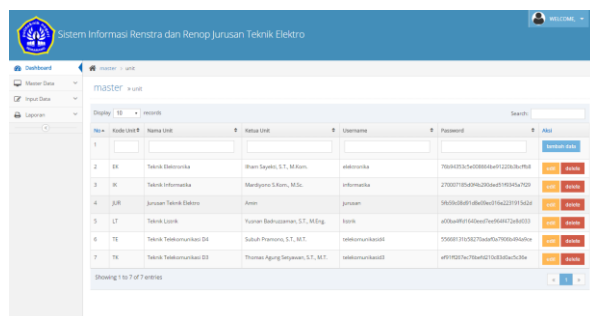 WELCOME,
Sistem Informasi Renstra dan Renop Jurusan Teknik Elektro
Dashboard
Master Data
Input Data
Laporan
master > unit
master » unit
Display 10 records
Search:
No Kode Unit Nama Unit Ketua Unit Username Password Aksi
1 tambah data
2 EK Teknik Elektronika Ilham Sayekti, S.T., M.Kom. elektronika edit delete
3 IK Teknik Informatika Mardiyono S.Kom., M.Sc. informatika edit delete
4 JUR Jurusan Teknik Elektro Amin jurusan edit delete
5 LT Teknik Listrik Yusnan Badruzzaman, S.T., M.Eng. listrik edit delete
6 TE Teknik Telekomunikasi D4 Subuh Pramono, S.T., M.T. telekomunikasid4 edit delete
7 TK Teknik Telekomunikasi D3 Thomas Agung Setyawan, S.T., M.T. telekomunikasid3 edit delete
Showing 1 to 7 of 7 entries
1